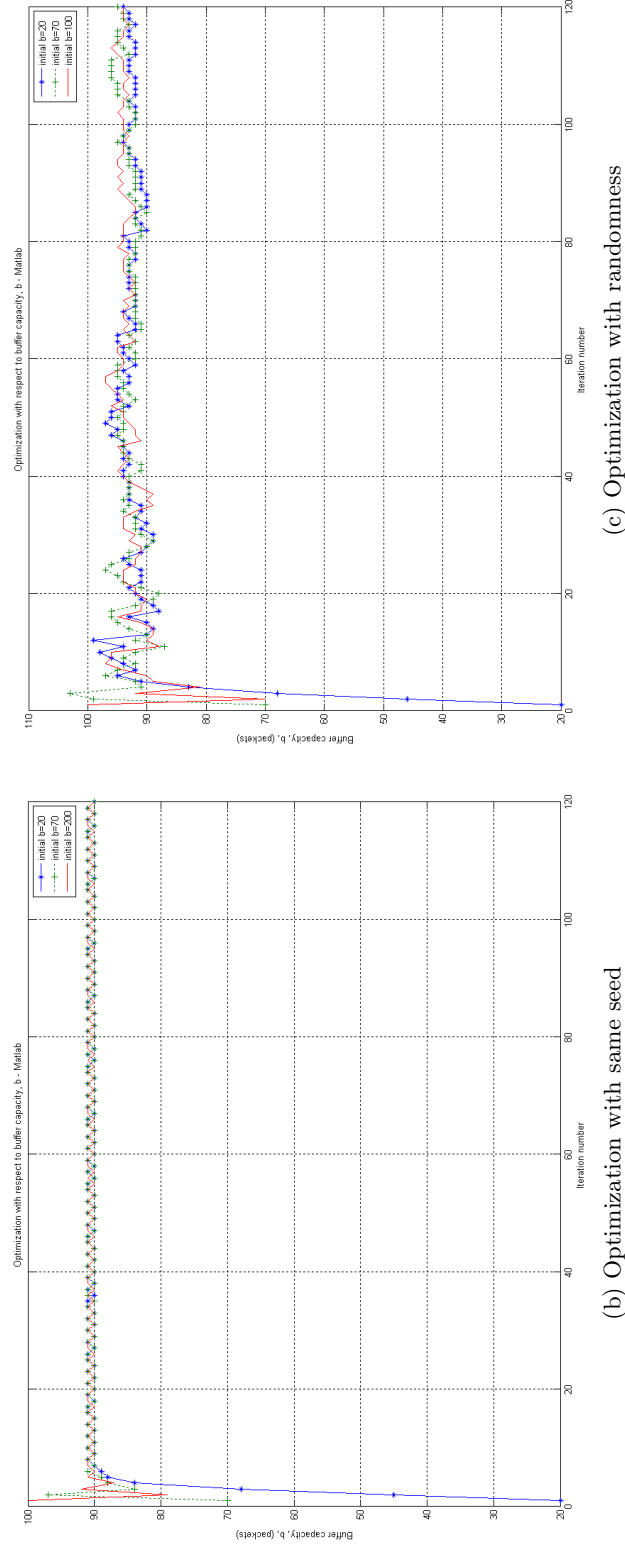 Optimization with respect to buffer capacity, b - Matlab
initial b=20
initial b=70
initial b=200
100
90
80
70
60
50
40
30
20
0
20
40
60
80
100
120
Buffer capacity, b, (packets)
Iteration number
(b) Optimization with same seed
Optimization with respect to buffer capacity, b - Matlab
initial b=20
initial b=70
initial b=100
110
100
90
80
70
60
50
40
30
20
0
20
40
60
80
100
120
Buffer capacity, b, (packets)
Iteration number
(c) Optimization with randomness